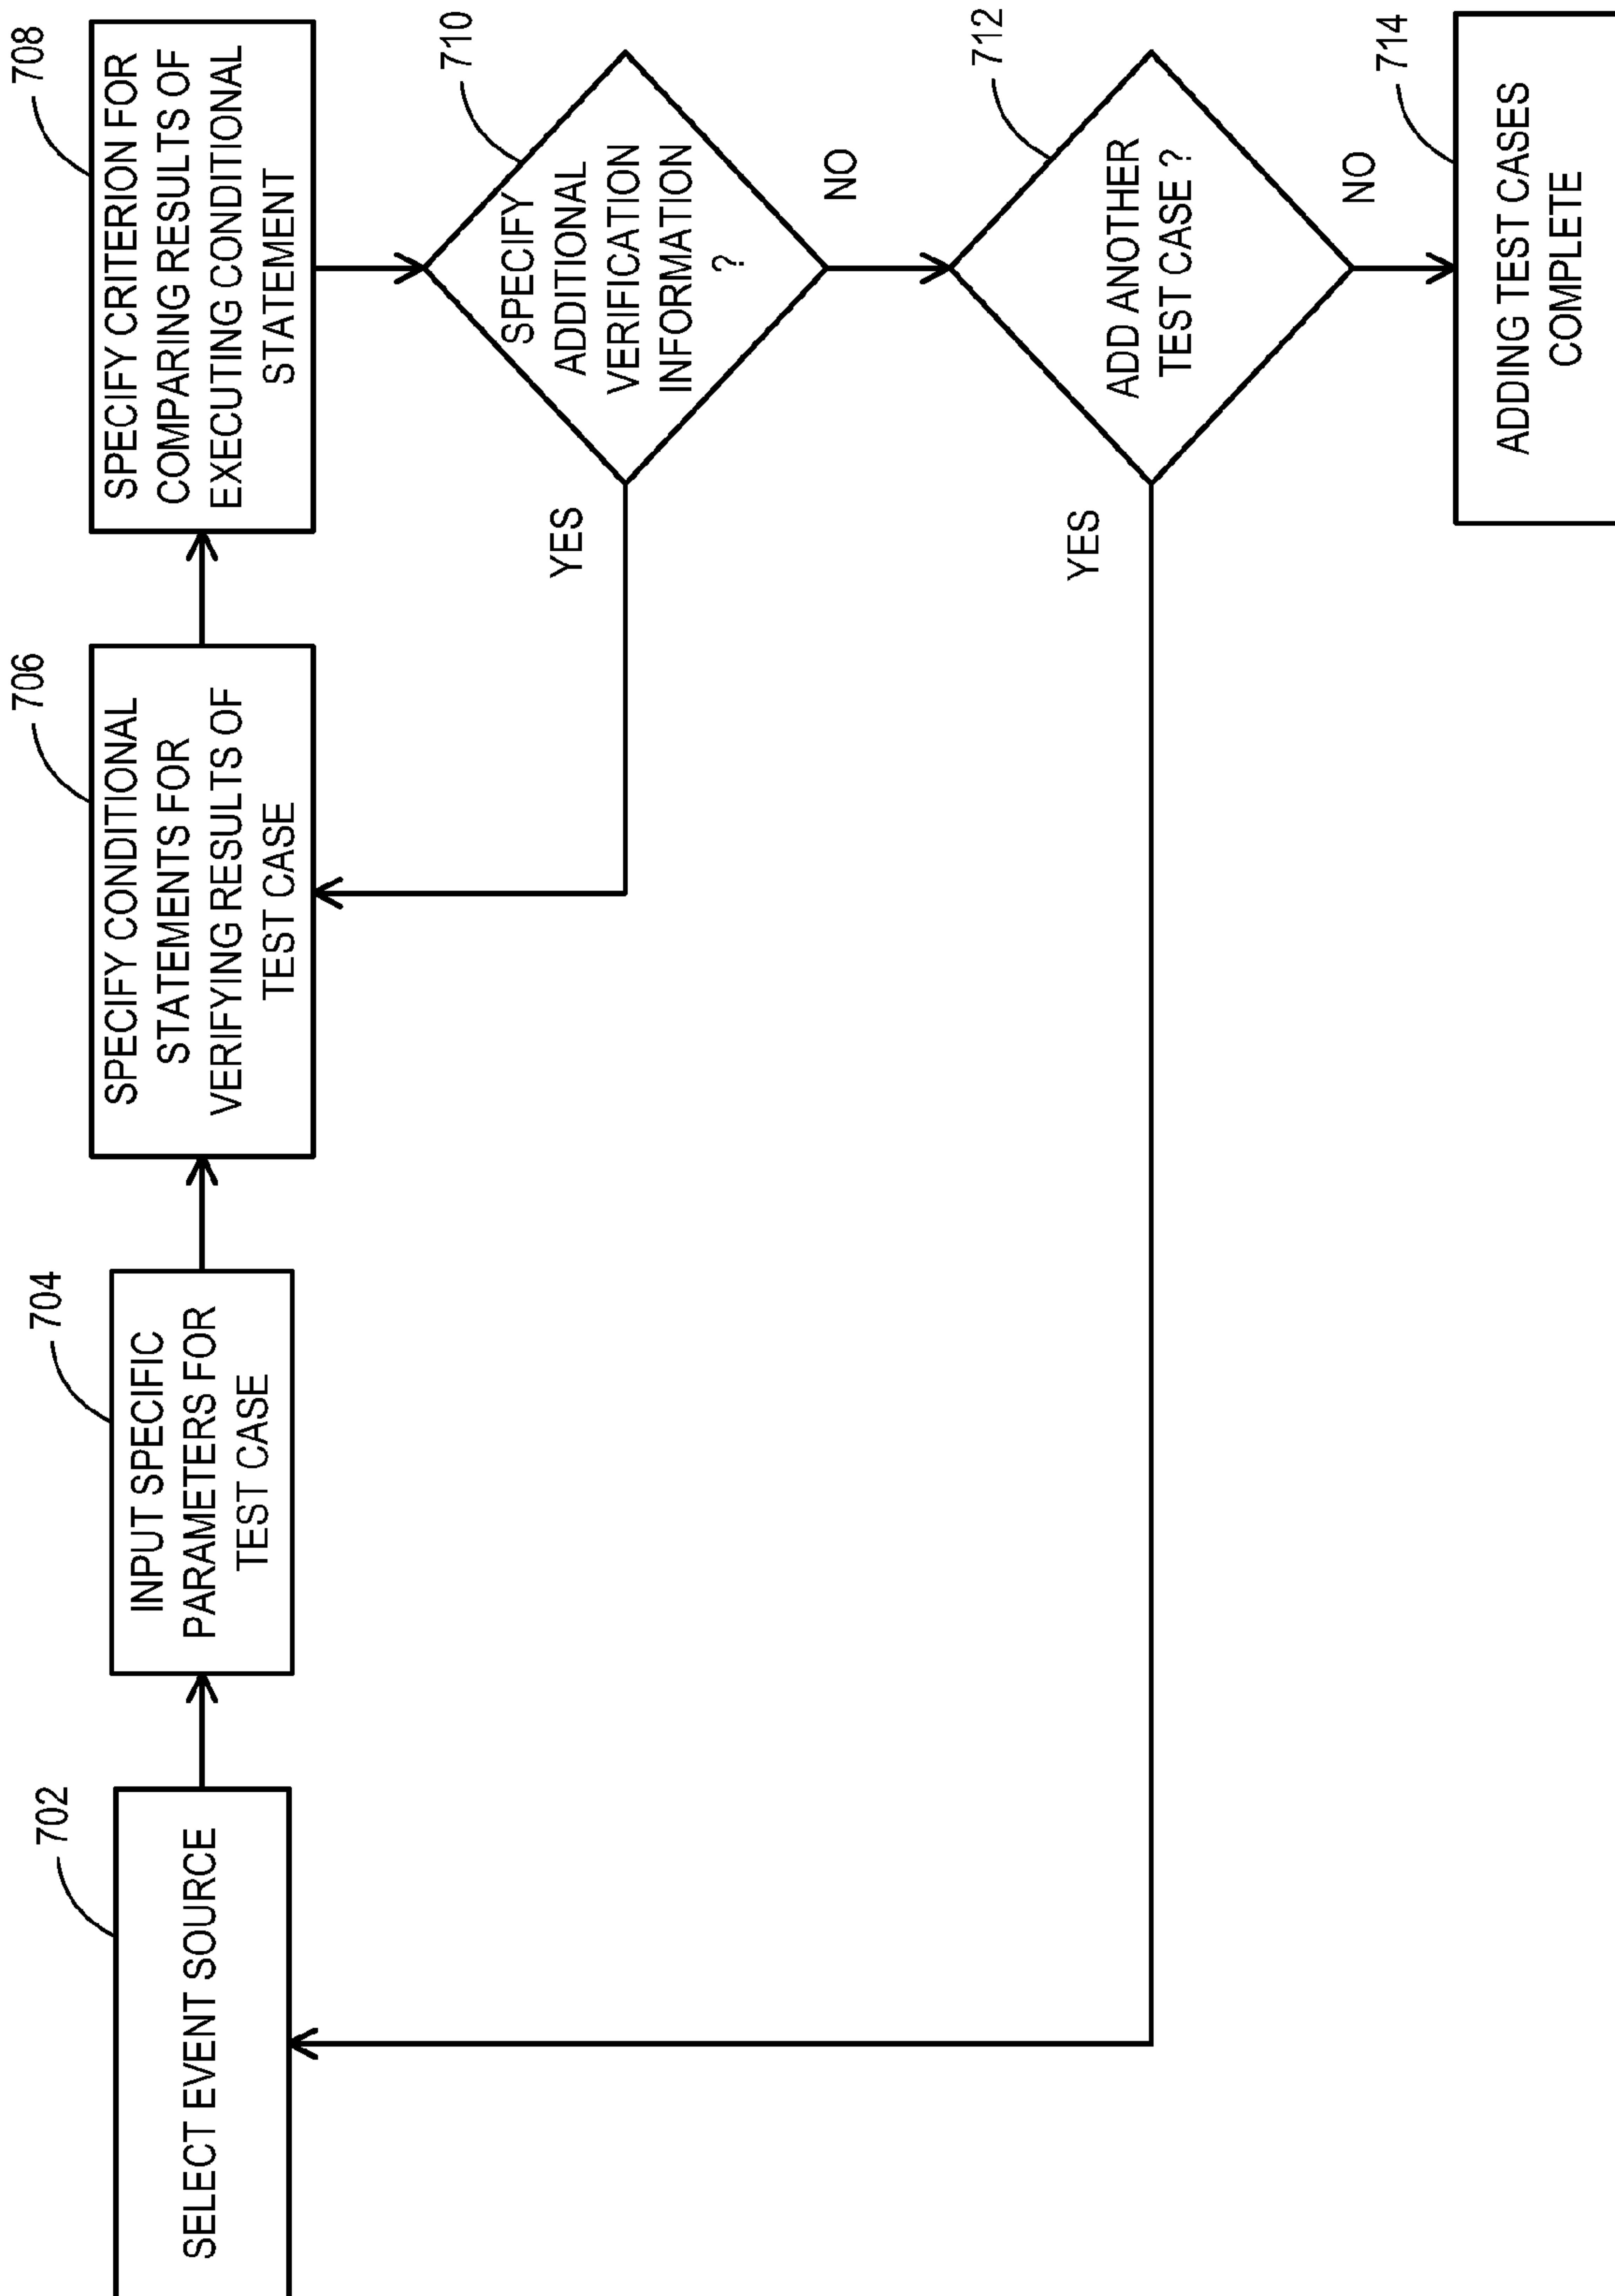 702
SELECT EVENT SOURCE
704
INPUT SPECIFIC
PARAMETERS FOR
TEST CASE
706
SPECIFY CONDITIONAL
STATEMENTS FOR
VERIFYING RESULTS OF
TEST CASE
708
SPECIFY CRITERION FOR
COMPARING RESULTS OF
EXECUTING CONDITIONAL
STATEMENT
710
SPECIFY
ADDITIONAL
VERIFICATION
INFORMATION
?
YES
NO
712
ADD ANOTHER
TEST CASE ?
YES
NO
714
ADDING TEST CASES
COMPLETE